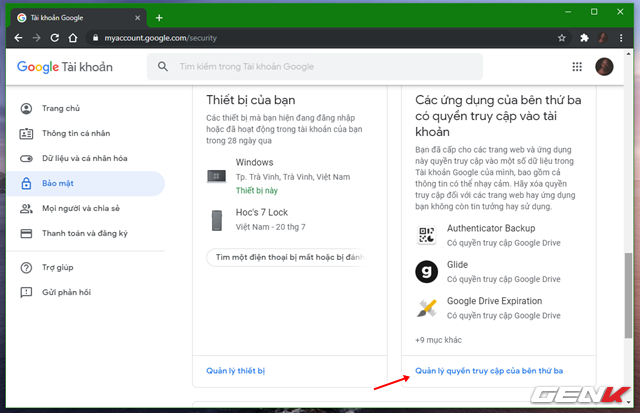 Tài khoản Google
myaccount.google.com/security
Google Tài khoản
Tìm kiếm trong Tài khoản Google
Trang chủ
Thông tin cá nhân
Dữ liệu và cá nhân hóa
Bảo mật
Mọi người và chia sẻ
Thanh toán và đăng ký
Trợ giúp
Gửi phản hồi
Thiết bị của bạn
Các thiết bị mà bạn hiện đang đăng nhập
hoặc đã hoạt động trong tài khoản của bạn
trong 28 ngày qua
Windows
Tp. Trà Vinh, Trà Vinh, Việt Nam
Thiết bị này
Hoc's 7 Lock
Việt Nam - 20 thg 7
Tìm một điện thoại bị mất hoặc bị đánh
Quản lý thiết bị
Các ứng dụng của bên thứ ba
có quyền truy cập vào tài
khoản
Bạn đã cấp cho các trang web và ứng dụng
này quyền truy cập vào một số dữ liệu trong
Tài khoản Google của mình, bao gồm cả
thông tin có thể nhạy cảm. Hãy xóa quyền
truy cập đối với các trang web hay ứng dụng
bạn không còn tin tưởng hay sử dụng.
Authenticator Backup
Có quyền truy cập Google Drive
g
Glide
Có quyền truy cập Google Drive
Google Drive Expiration
Có quyền truy cập Google Drive
+9 mục khác
Quản lý quyền truy cập của bên thứ ba
GENK